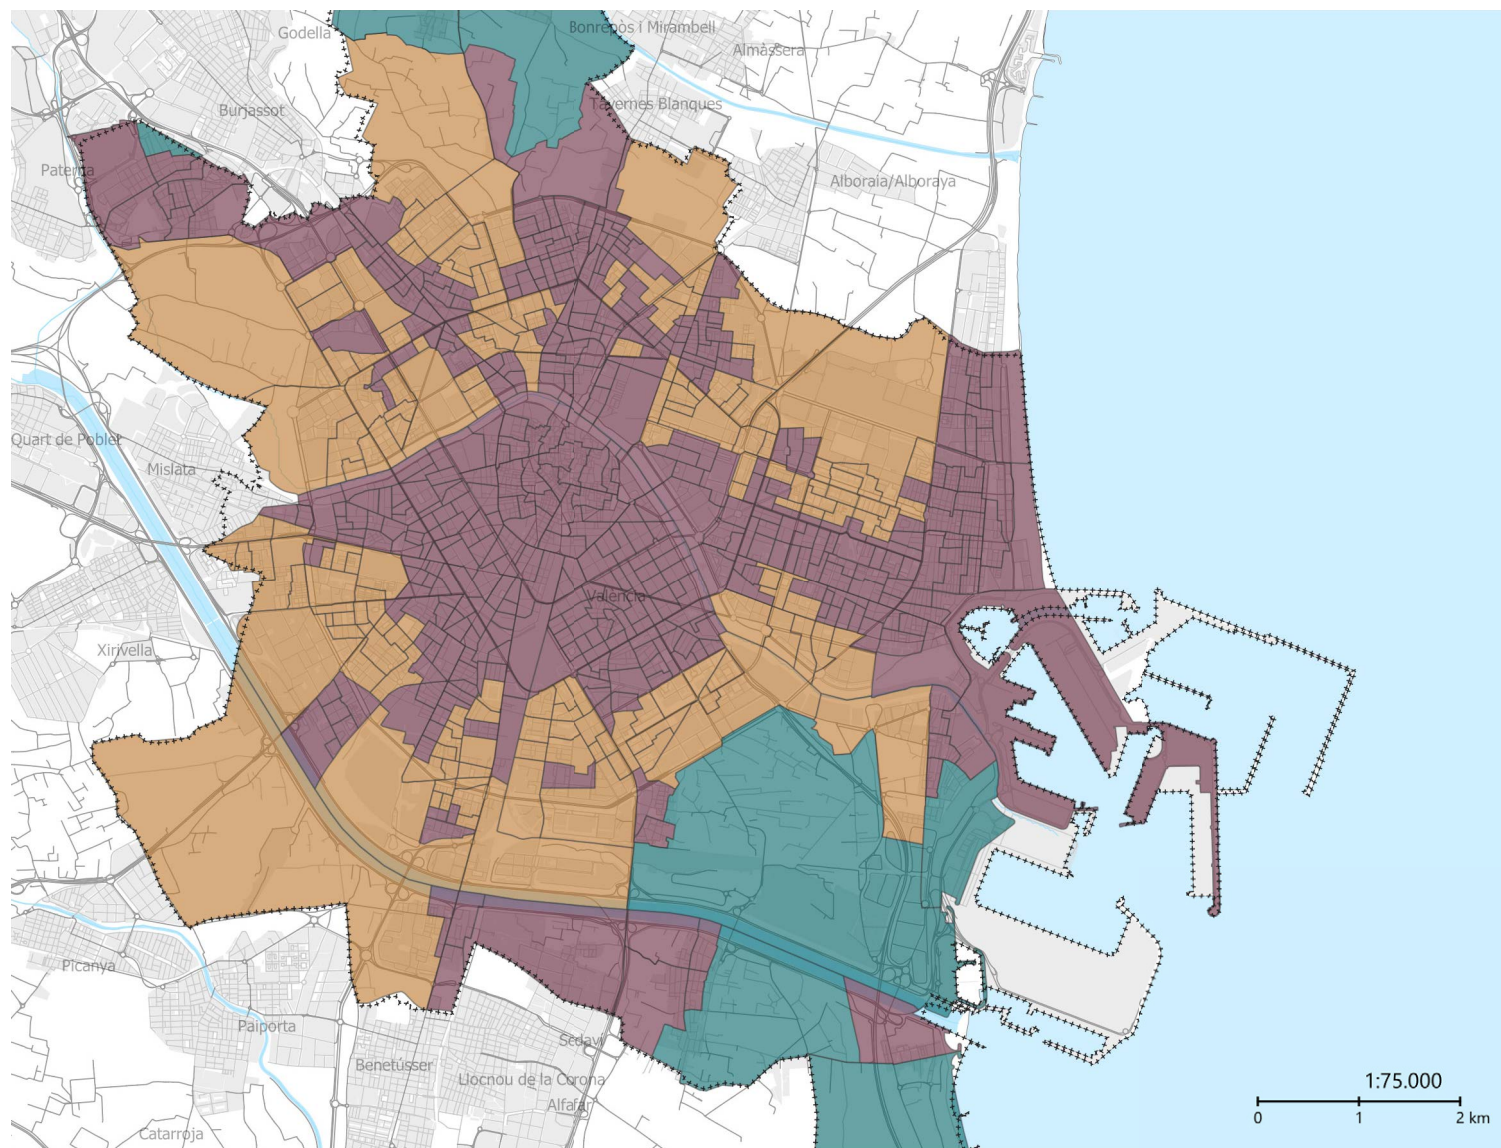 Godella
Bonrepòs i Mirambell
Almàssera
Burjassot
Tavernes Blanques
Paterna
Alboraia/Alboraya
Quart de Poblet
Mislata
València
Xirivella
Picanya
Paiporta
Sedaví
Benetússer
Llocnou de la Corona
Alfafar
Catarroja
1:75.000
0 1 2 km